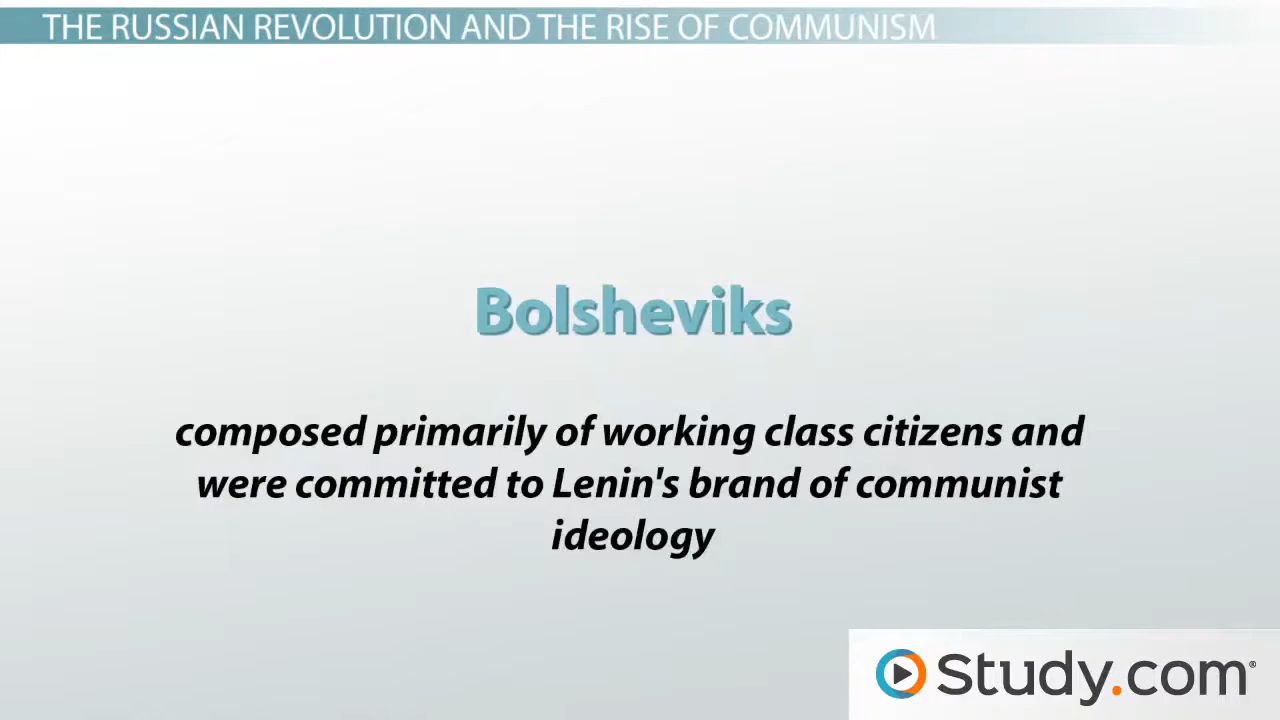 THE RUSSIAN REVOLUTION AND THE RISE OF COMMUNISM
Bolsheviks
composed primarily of working class citizens and
were committed to Lenin's brand of communist
ideology
Study.com®